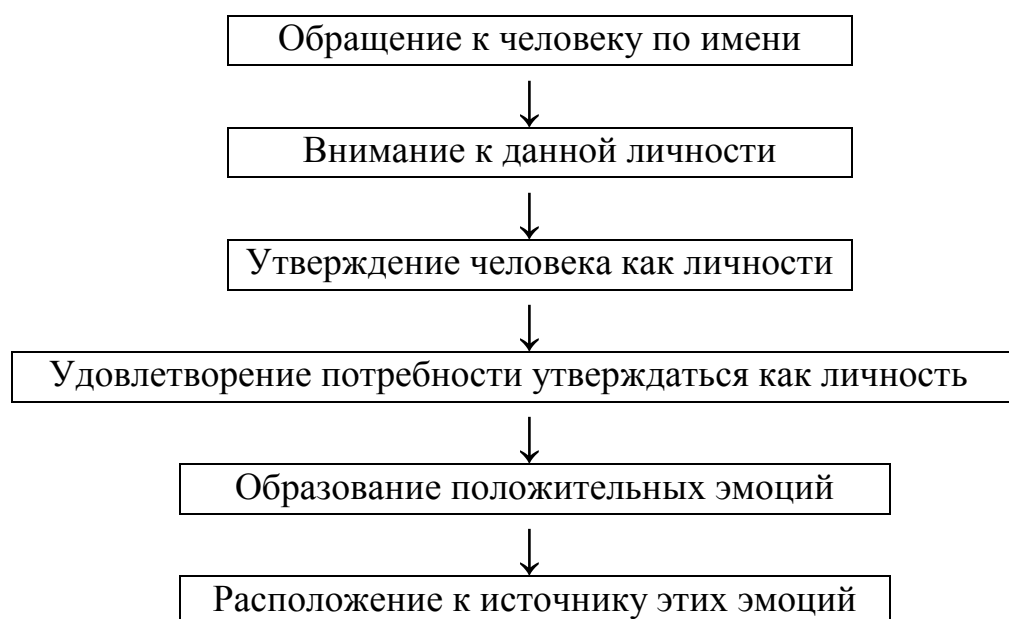 Обращение к человеку по имени
Внимание к данной личности
Утверждение человека как личности
Удовлетворение потребности утверждаться как личность
Образование положительных эмоций
Расположение к источнику этих эмоций